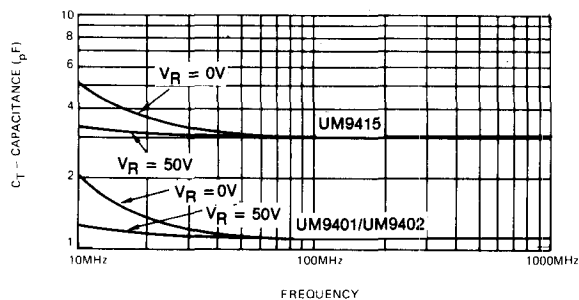 C_T – CAPACITANCE (pF)
10
8
6
4
2
1
V_R = 0V
UM9415
V_R = 50V
V_R = 0V
V_R = 50V
UM9401/UM9402
10MHz
100MHz
1000MHz
FREQUENCY